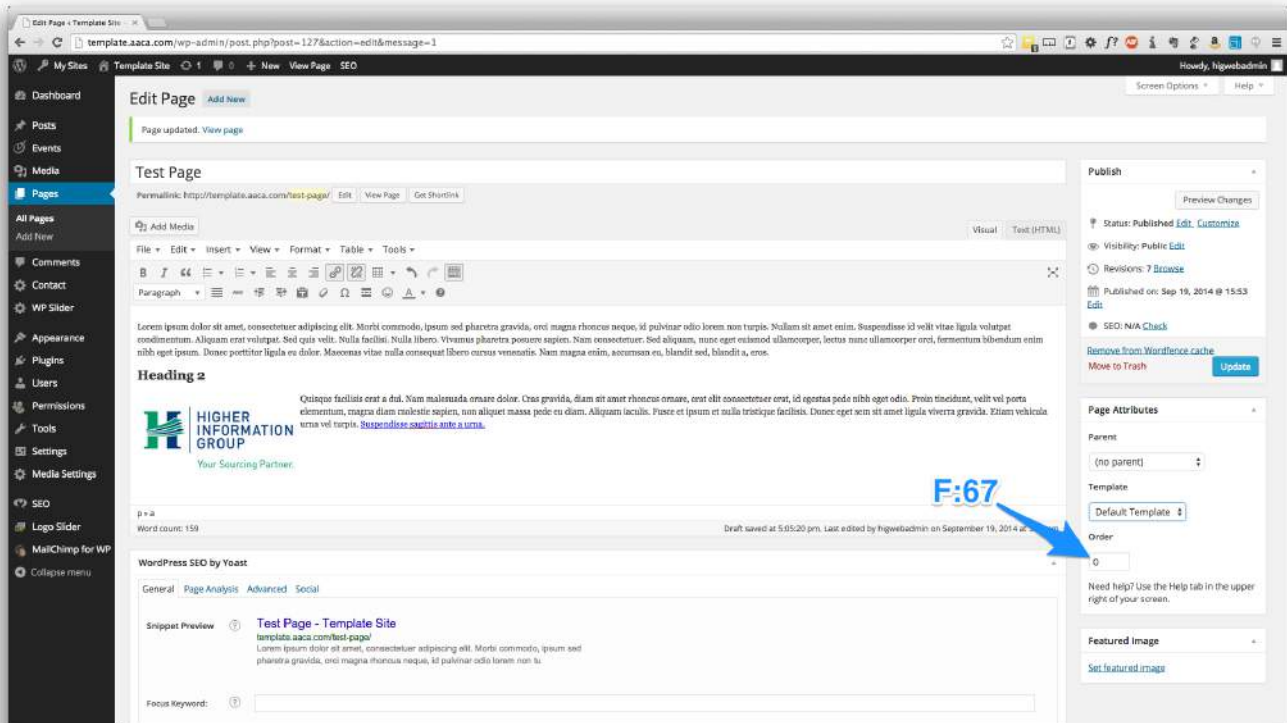 Edit Page ‹ Template Site -
template.aaca.com/wp-admin/post.php?post=127&action=edit&message=1
My Sites Template Site 1 0 New View Page SEO
Howdy, higwebadmin
Screen Options Help
Dashboard
Posts
Events
Media
Pages
All Pages
Add New
Comments
Contact
WP Slider
Appearance
Plugins
Users
Permissions
Tools
Settings
Media Settings
SEO
Logo Slider
MailChimp for WP
Collapse menu
Edit Page Add New
Page updated. View page
Test Page
Permalink: http://template.aaca.com/test-page/ Edit View Page Get Shortlink
Add Media
Visual Text (HTML)
File Edit Insert View Format Table Tools
Paragraph
Lorem ipsum dolor sit amet, consectetuer adipiscing elit. Morbi commodo, ipsum sed pharetra gravida, orci magna rhoncus neque, id pulvinar odio lorem non turpis. Nullam sit amet enim. Suspendisse id velit vitae ligula volutpat
condimentum. Aliquam erat volutpat. Sed quis velit. Nulla facilisi. Nulla libero. Vivamus pharetra posuere sapien. Nam consectetuer. Sed aliquam, nunc eget euismod ullamcorper, lectus nunc ullamcorper orci, fermentum bibendum enim
nibh eget ipsum. Donec porttitor ligula eu dolor. Maecenas vitae nulla consequat libero cursus venenatis. Nam magna enim, accumsan eu, blandit sed, blandit a, eros.
Heading 2
HIGHER
INFORMATION
GROUP
Your Sourcing Partner.
Quisque facilisis erat a dui. Nam malesuada ornare dolor. Cras gravida, diam sit amet rhoncus ornare, erat elit consectetuer erat, id egestas pede nibh eget odio. Proin tincidunt, velit vel porta
elementum, magna diam molestie sapien, non aliquet massa pede eu diam. Aliquam iaculis. Fusce et ipsum et nulla tristique facilisis. Donec eget sem sit amet ligula viverra gravida. Etiam vehicula
urna vel turpis. Suspendisse sagittis ante a urna.
p » a
Word count: 159
Draft saved at 5:05:20 pm. Last edited by higwebadmin on September 19, 2014 at
WordPress SEO by Yoast
General Page Analysis Advanced Social
Snippet Preview
Test Page - Template Site
template.aaca.com/test-page/
Lorem ipsum dolor sit amet, consectetuer adipiscing elit. Morbi commodo, ipsum sed
pharetra gravida, orci magna rhoncus neque, id pulvinar odio lorem non tu
Focus Keyword:
Publish
Preview Changes
Status: Published Edit Customize
Visibility: Public Edit
Revisions: 7 Browse
Published on: Sep 19, 2014 @ 15:53
Edit
SEO: N/A Check
Remove from Wordfence cache
Move to Trash
Update
Page Attributes
Parent
(no parent)
Template
Default Template
F:67
Order
0
Need help? Use the Help tab in the upper
right of your screen.
Featured Image
Set featured image